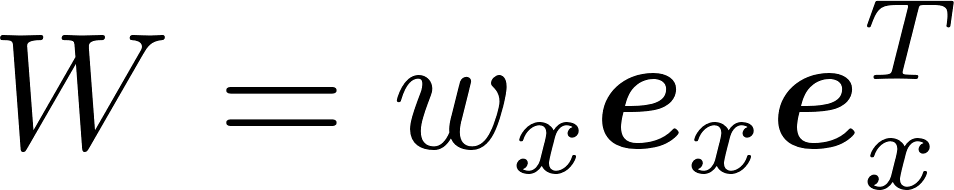 W = w_x e_x e_x^T